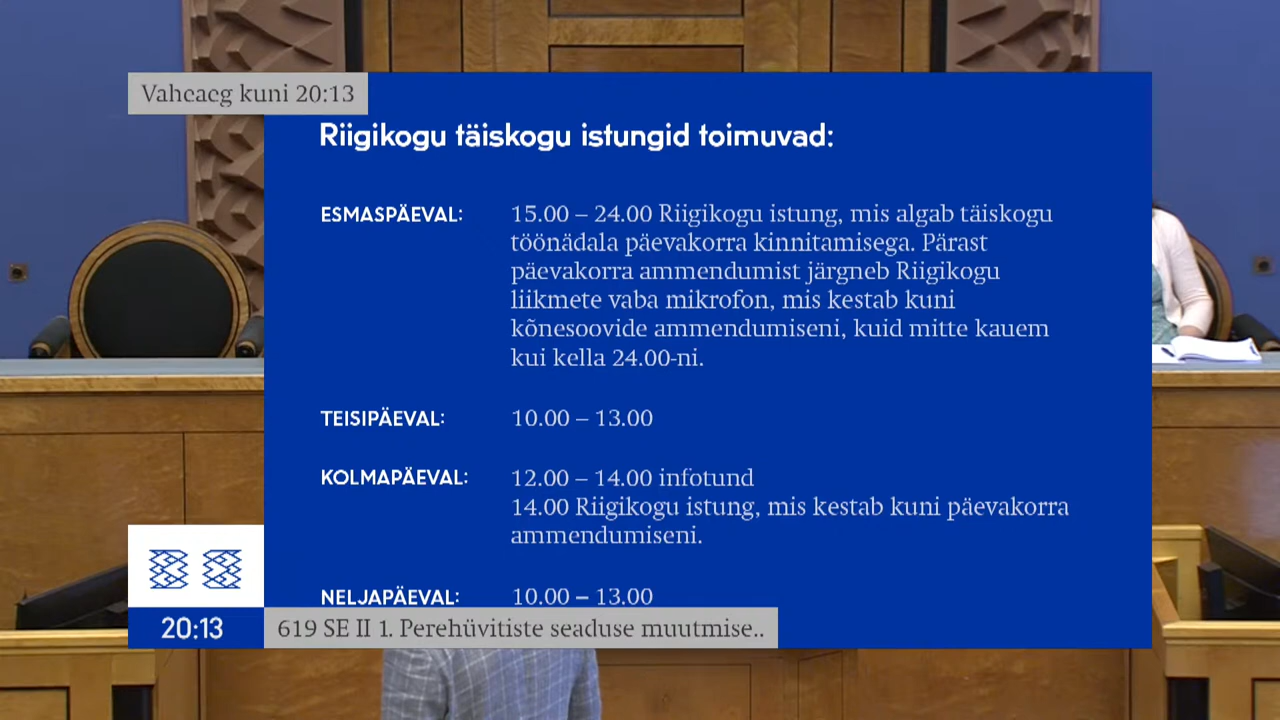 Vaheaeg kuni 20:13
Riigikogu täiskogu istungid toimuvad:
ESMASPÄEVAL:
15.00 – 24.00 Riigikogu istung, mis algab täiskogu
töönädala päevakorra kinnitamisega. Pärast
päevakorra ammendumist järgneb Riigikogu
liikmete vaba mikrofon, mis kestab kuni
kõnesoovide ammendumiseni, kuid mitte kauem
kui kella 24.00-ni.
TEISIPÄEVAL:
10.00 – 13.00
KOLMAPÄEVAL:
12.00 – 14.00 infotund
14.00 Riigikogu istung, mis kestab kuni päevakorra
ammendumiseni.
NELJAPÄEVAL:
10.00 – 13.00
20:13
619 SE II 1. Perehüvitiste seaduse muutmise..